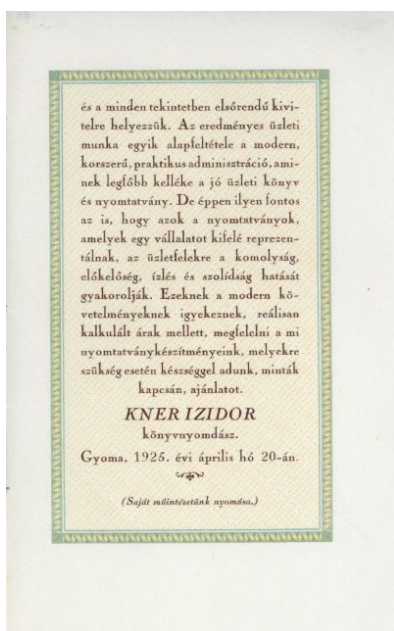 és a minden tekintetben elsőrendű kivi-
telre helyezzük. Az eredményes üzleti
munka egyik alapfeltétele a modern,
korszerű, praktikus adminisztráció, ami-
nek legfőbb kelléke a jó üzleti könyv
és nyomtatvány. De éppen ilyen fontos
az is, hogy azok a nyomtatványok,
amelyek egy vállalatot kifelé reprezen-
tálnak, az üzletfelekre a komolyság,
előkelőség, ízlés és szolídság hatását
gyakorolják. Ezeknek a modern kö-
vetelményeknek igyekeznek, reálisan
kalkulált árak mellett, megfelelni a mi
nyomtatványkészítményeink, melyekre
szükség esetén készséggel adunk, minták
kapcsán, ajánlatot.
KNER IZIDOR
könyvnyomdász.
Gyoma, 1925. évi április hó 20-án.
(Saját műintézetünk nyomása.)